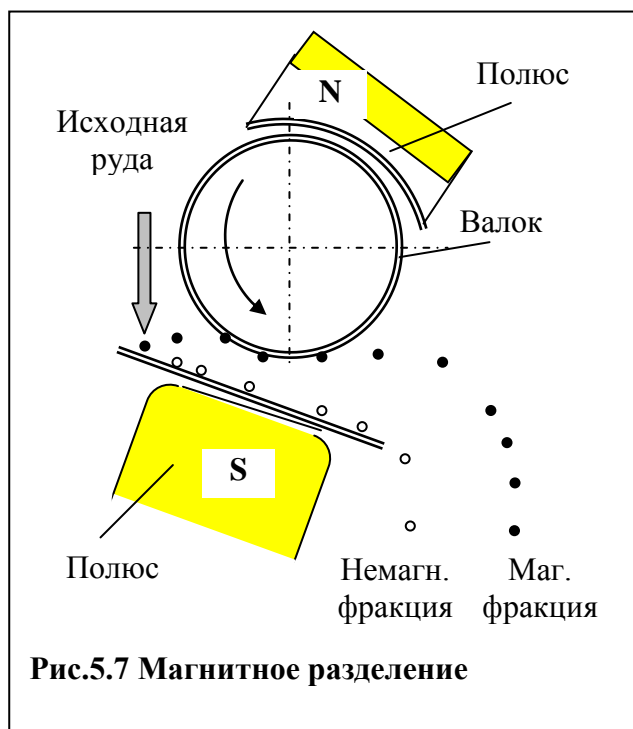 N
Полюс
Исходная
руда
Валок
S
Полюс
Немагн.
фракция
Маг.
фракция
Рис.5.7 Магнитное разделение